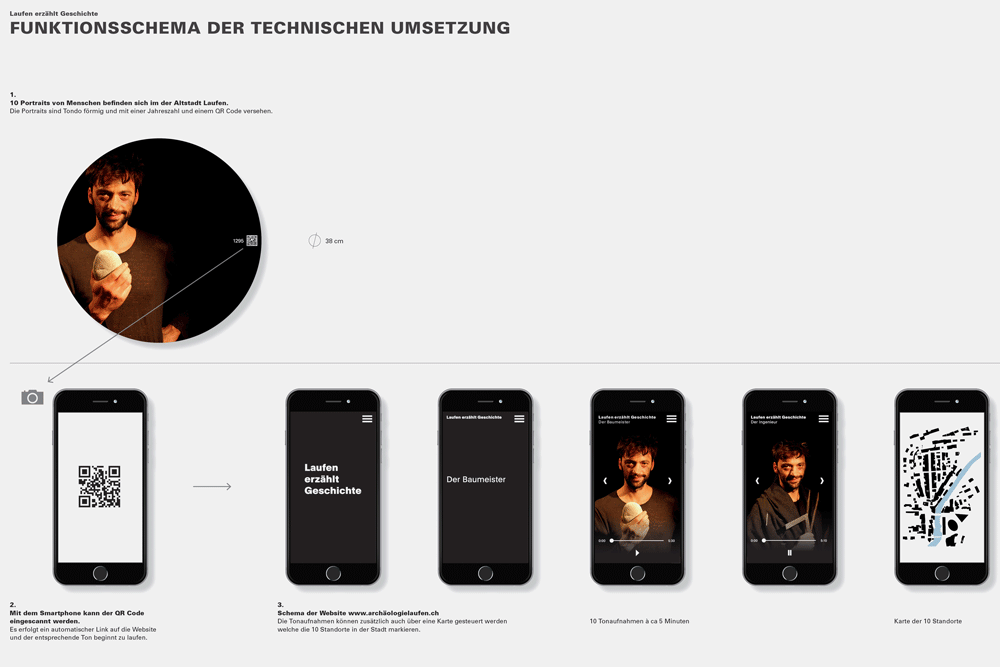 Laufen erzählt Geschichte
FUNKTIONSSCHEMA DER TECHNISCHEN UMSETZUNG
1.
10 Portraits von Menschen befinden sich im der Altstadt Laufen.
Die Portraits sind Tondo förmig und mit einer Jahreszahl und einem QR Code versehen.
1295
38 cm
Laufen
erzählt
Geschichte
Laufen erzählt Geschichte
Der Baumeister
Laufen erzählt Geschichte
Der Baumeister
0:00
Laufen erzählt Geschichte
Der Ingenieur
0:00
2.
Mit dem Smartphone kann der QR Code
eingescannt werden.
Es erfolgt ein automatischer Link auf die Website
und der entsprechende Ton beginnt zu laufen.
3.
Schema der Website www.archäologielaufen.ch
Die Tonaufnahmen können zusätzlich auch über eine Karte gesteuert werden
welche die 10 Standorte in der Stadt markieren.
10 Tonaufnahmen à ca 5 Minuten
Karte der 10 Standorte